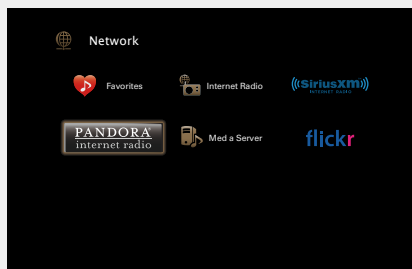 Network
Favorites
Internet Radio
((SiriusXM))
INTERNET RADIO
PANDORA®
internet radio
Med a Server
flickr